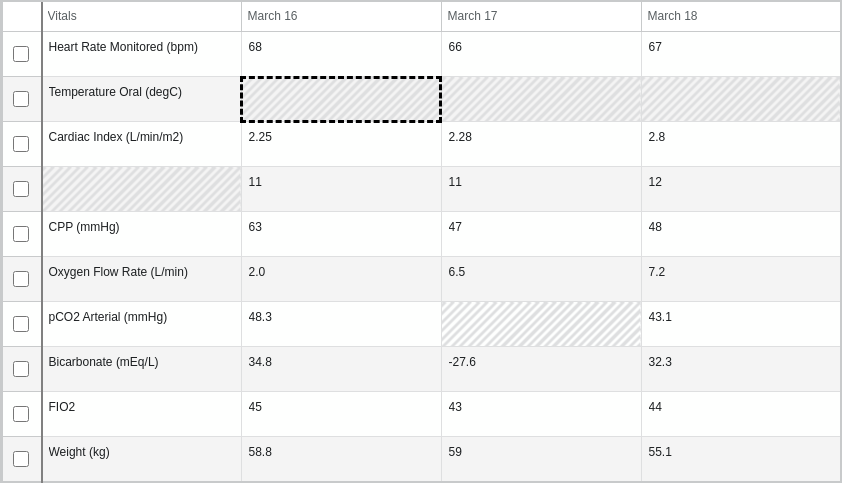 Vitals March 16 March 17 March 18
Heart Rate Monitored (bpm) 68 66 67
Temperature Oral (degC)
Cardiac Index (L/min/m2) 2.25 2.28 2.8
11 11 12
CPP (mmHg) 63 47 48
Oxygen Flow Rate (L/min) 2.0 6.5 7.2
pCO2 Arterial (mmHg) 48.3 43.1
Bicarbonate (mEq/L) 34.8 -27.6 32.3
FIO2 45 43 44
Weight (kg) 58.8 59 55.1